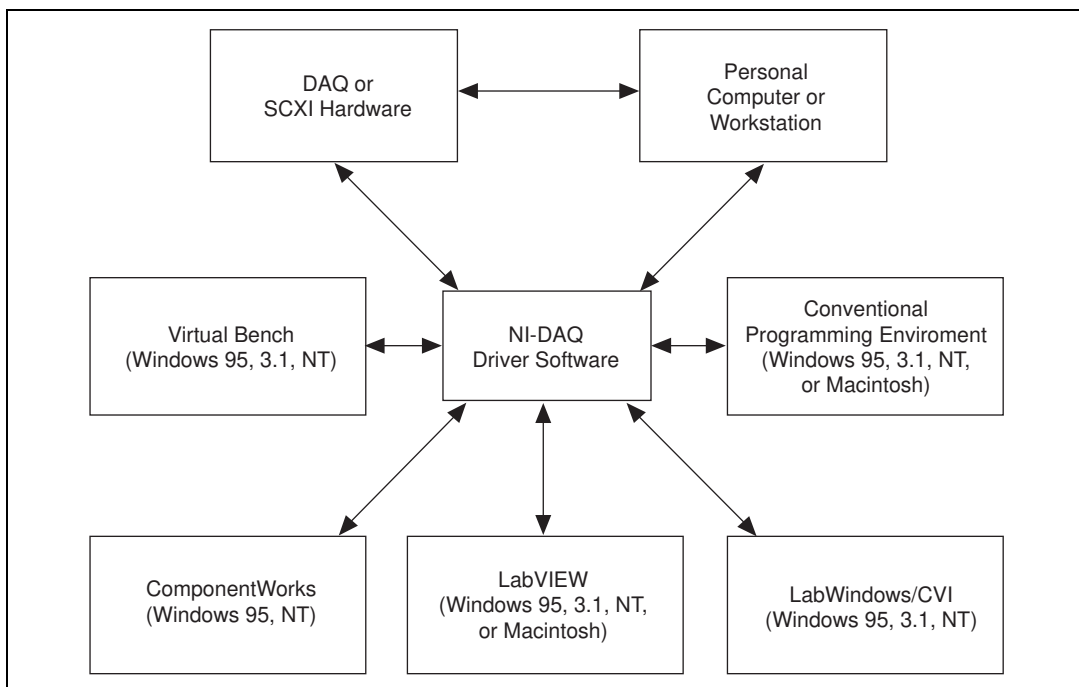 DAQ or
SCXI Hardware
Personal
Computer or
Workstation
Virtual Bench
(Windows 95, 3.1, NT)
NI-DAQ
Driver Software
Conventional
Programming Enviroment
(Windows 95, 3.1, NT,
or Macintosh)
ComponentWorks
(Windows 95, NT)
LabVIEW
(Windows 95, 3.1, NT,
or Macintosh)
LabWindows/CVI
(Windows 95, 3.1, NT)